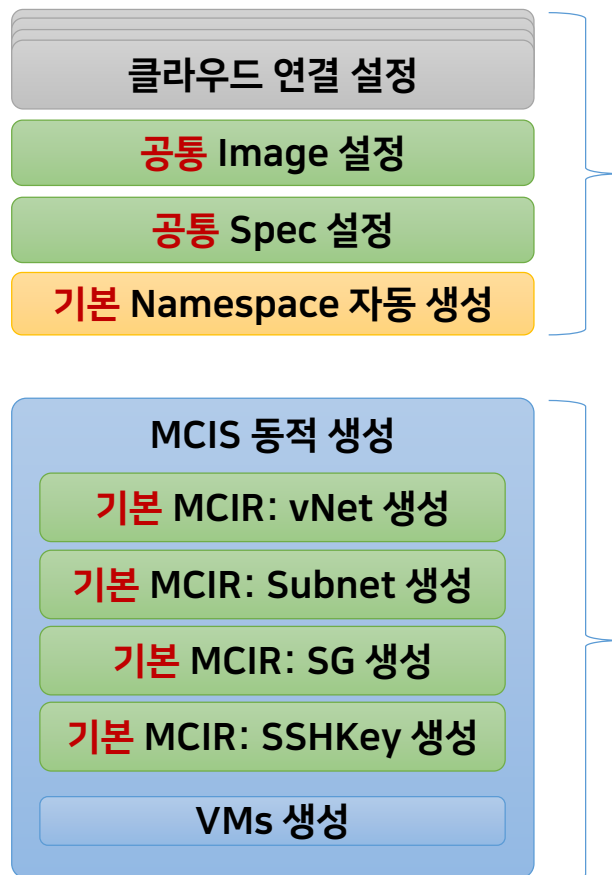 클라우드 연결 설정
공통 Image 설정
공통 Spec 설정
기본 Namespace 자동 생성
MCIS 동적 생성
기본 MCIR: vNet 생성
기본 MCIR: Subnet 생성
기본 MCIR: SG 생성
기본 MCIR: SSHKey 생성
VMs 생성